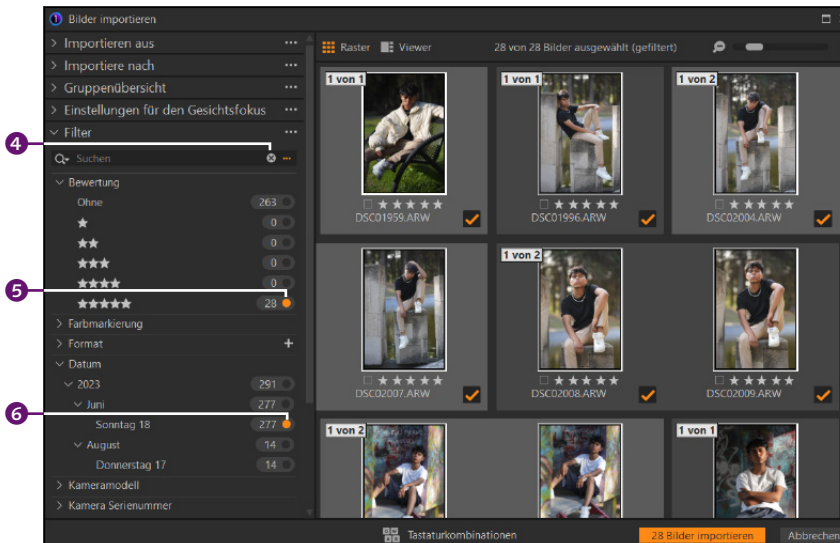 Bilder importieren
Importieren aus
Importiere nach
Gruppenübersicht
Einstellungen für den Gesichtsfokus
Filter
4
Suchen
Bewertung
Ohne 263
0
0
0
0
5
28
Farbmarkierung
Format
Datum
2023 291
Juni 277
6
Sonntag 18 277
August 14
Donnerstag 17 14
Kameramodell
Kamera Seriennummer
Raster Viewer 28 von 28 Bilder ausgewählt (gefiltert)
1 von 1 1 von 1 1 von 2
DSC01959.ARW DSC01996.ARW DSC02004.ARW
1 von 2
DSC02007.ARW DSC02008.ARW DSC02009.ARW
1 von 2 1 von 1
Tastaturkombinationen 28 Bilder importieren Abbrechen